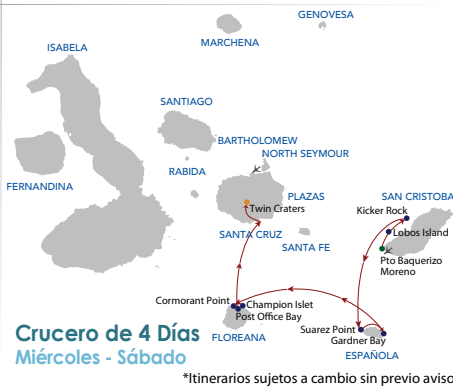 GENOVESA
MARCHENA
ISABELA
SANTIAGO
BARTHOLOMEW
NORTH SEYMOUR
RABIDA
FERNANDINA
PLAZAS
SAN CRISTOBA
Twin Craters
Kicker Rock
Lobos Island
SANTA CRUZ
SANTA FE
Pto Baquerizo
Moreno
Cormorant Point
Champion Islet
Post Office Bay
Suarez Point
Gardner Bay
FLOREANA
ESPAÑOLA
Crucero de 4 Días
Miércoles - Sábado
*Itinerarios sujetos a cambio sin previo aviso